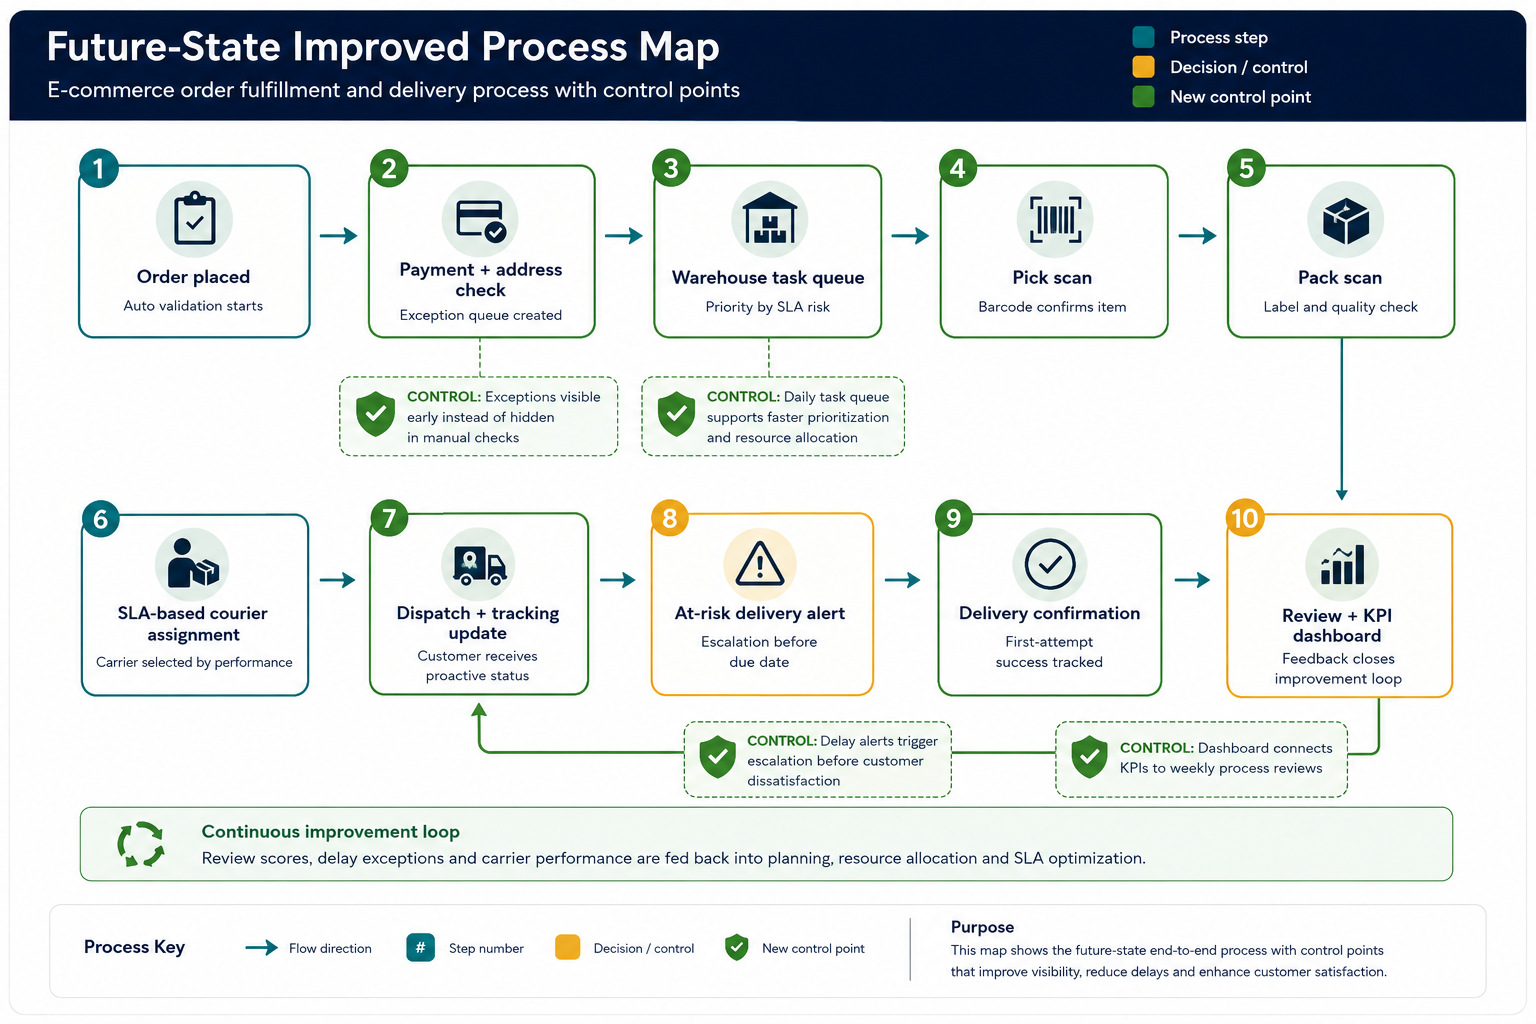 Future-State Improved Process Map
E-commerce order fulfillment and delivery process with control points
Process step
Decision / control
New control point
1
Order placed
Auto validation starts
2
Payment + address
check
Exception queue created
3
Warehouse task queue
Priority by SLA risk
4
Pick scan
Barcode confirms item
5
Pack scan
Label and quality check
CONTROL: Exceptions visible
early instead of hidden
in manual checks
CONTROL: Daily task queue
supports faster prioritization
and resource allocation
6
SLA-based courier
assignment
Carrier selected by performance
7
Dispatch + tracking
update
Customer receives
proactive status
8
At-risk delivery alert
Escalation before
due date
9
Delivery confirmation
First-attempt
success tracked
10
Review + KPI
dashboard
Feedback closes
improvement loop
CONTROL: Delay alerts trigger
escalation before customer
dissatisfaction
CONTROL: Dashboard connects
KPIs to weekly process reviews
Continuous improvement loop
Review scores, delay exceptions and carrier performance are fed back into planning, resource allocation and SLA optimization.
Process Key
Flow direction
#
Step number
Decision / control
New control point
Purpose
This map shows the future-state end-to-end process with control points
that improve visibility, reduce delays and enhance customer satisfaction.